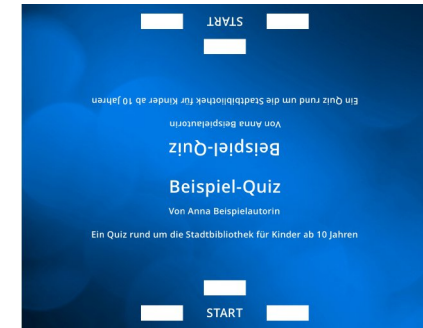 START
Ein Quiz rund um die Stadtbibliothek für Kinder ab 10 Jahren
Von Anna Beispielautorin
Beispiel-Quiz
Beispiel-Quiz
Von Anna Beispielautorin
Ein Quiz rund um die Stadtbibliothek für Kinder ab 10 Jahren
START